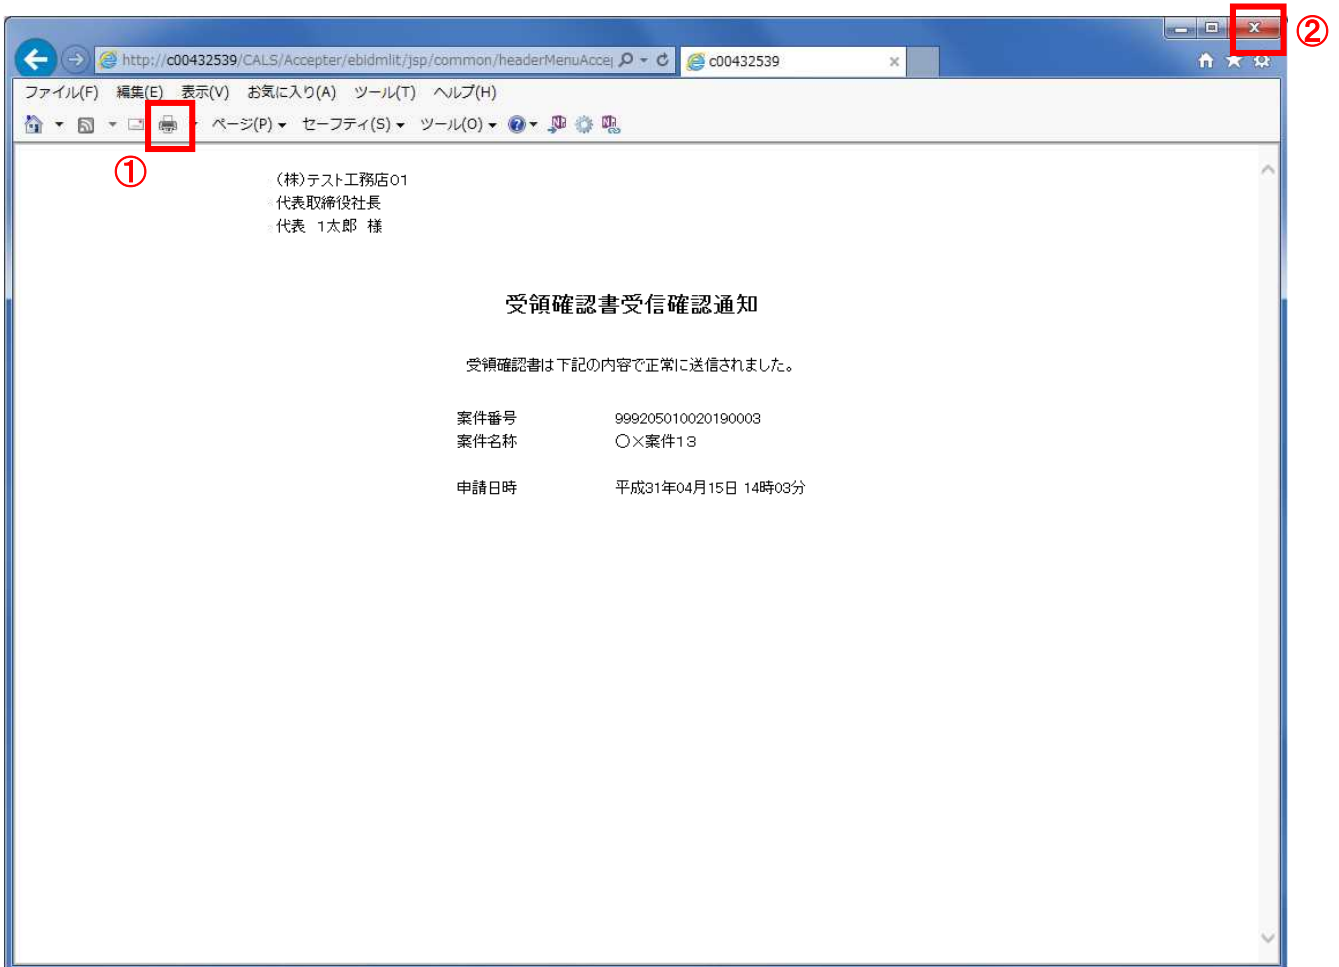 ②
http://c00432539/CALS/Accepter/ebidmlit/jsp/common/headerMenuAccep
c00432539
ファイル(F) 編集(E) 表示(V) お気に入り(A) ツール(T) ヘルプ(H)
ページ(P) セーフティ(S) ツール(O)
①
(株)テスト工務店01
代表取締役社長
代表 1太郎 様
受領確認書受信確認通知
受領確認書は下記の内容で正常に送信されました。
案件番号 999205010020190003
案件名称 〇×案件13
申請日時 平成31年04月15日 14時03分